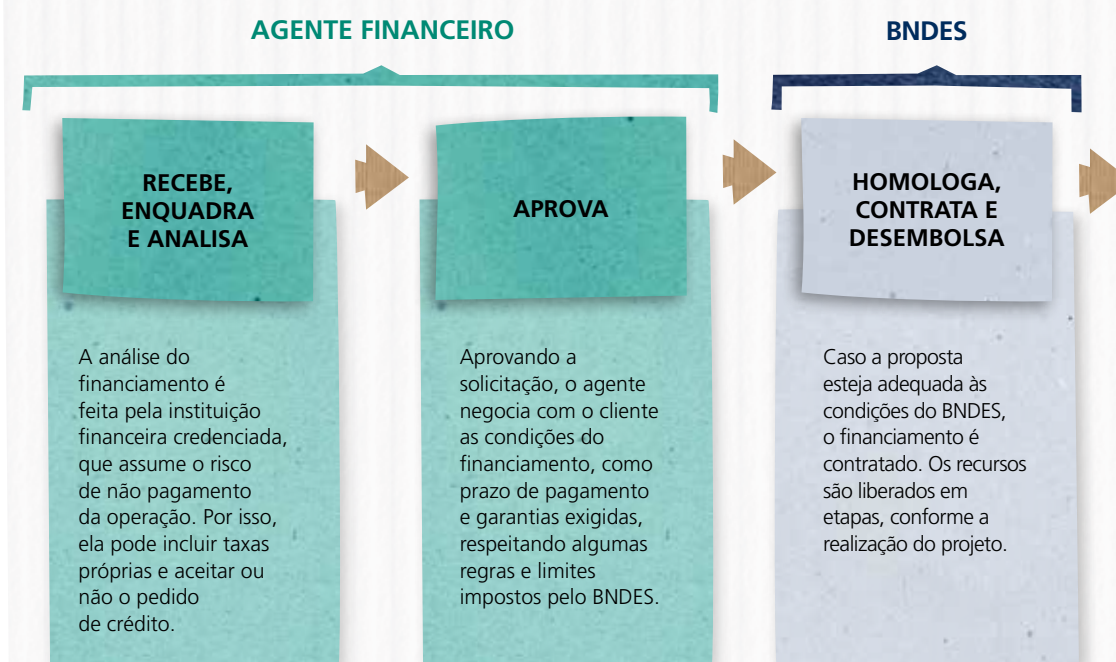 AGENTE FINANCEIRO
BNDES
RECEBE,
ENQUADRA
E ANALISA
A análise do
financiamento é
feita pela instituição
financeira credenciada,
que assume o risco
de não pagamento
da operação. Por isso,
ela pode incluir taxas
próprias e aceitar ou
não o pedido
de crédito.
APROVA
Aprovando a
solicitação, o agente
negocia com o cliente
as condições do
financiamento, como
prazo de pagamento
e garantias exigidas,
respeitando algumas
regras e limites
impostos pelo BNDES.
HOMOLOGA,
CONTRATA E
DESEMBOLSA
Caso a proposta
esteja adequada às
condições do BNDES,
o financiamento é
contratado. Os recursos
são liberados em
etapas, conforme a
realização do projeto.